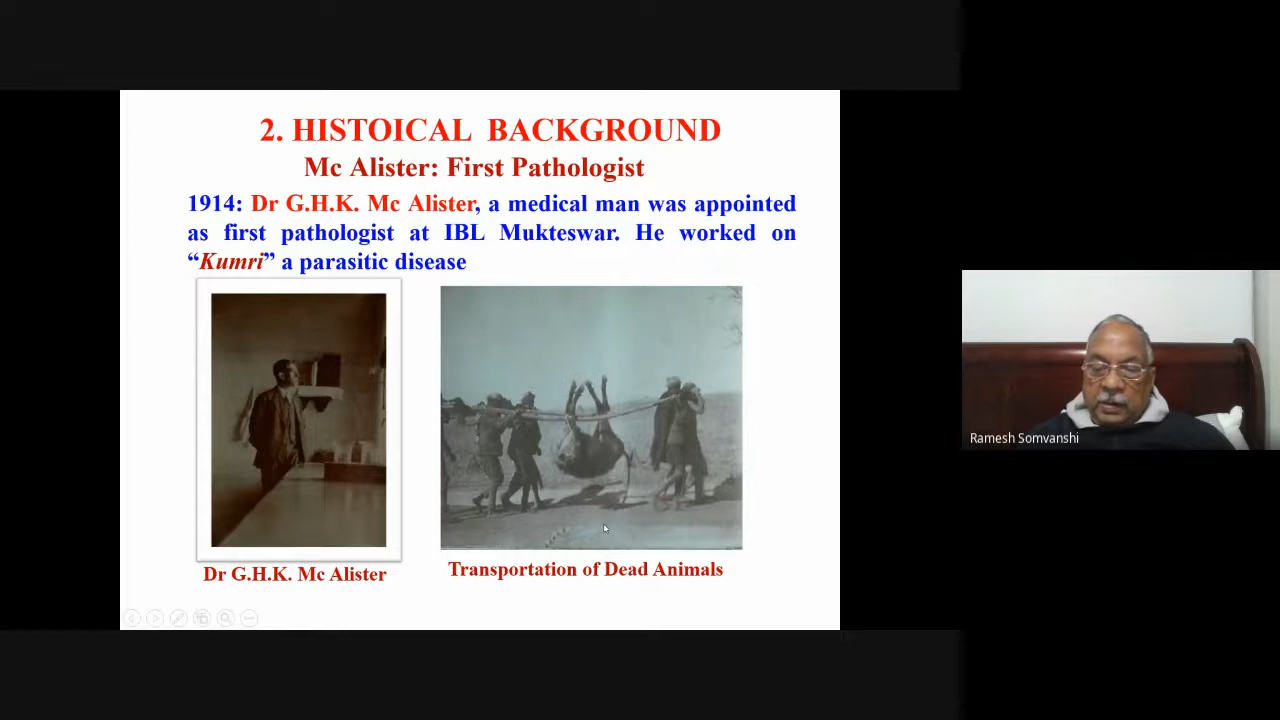 2. HISTOICAL BACKGROUND
Mc Alister: First Pathologist
1914: Dr G.H.K. Mc Alister, a medical man was appointed
as first pathologist at IBL Mukteswar. He worked on
“Kumri” a parasitic disease
Dr G.H.K. Mc Alister
Transportation of Dead Animals
Ramesh Somvanshi